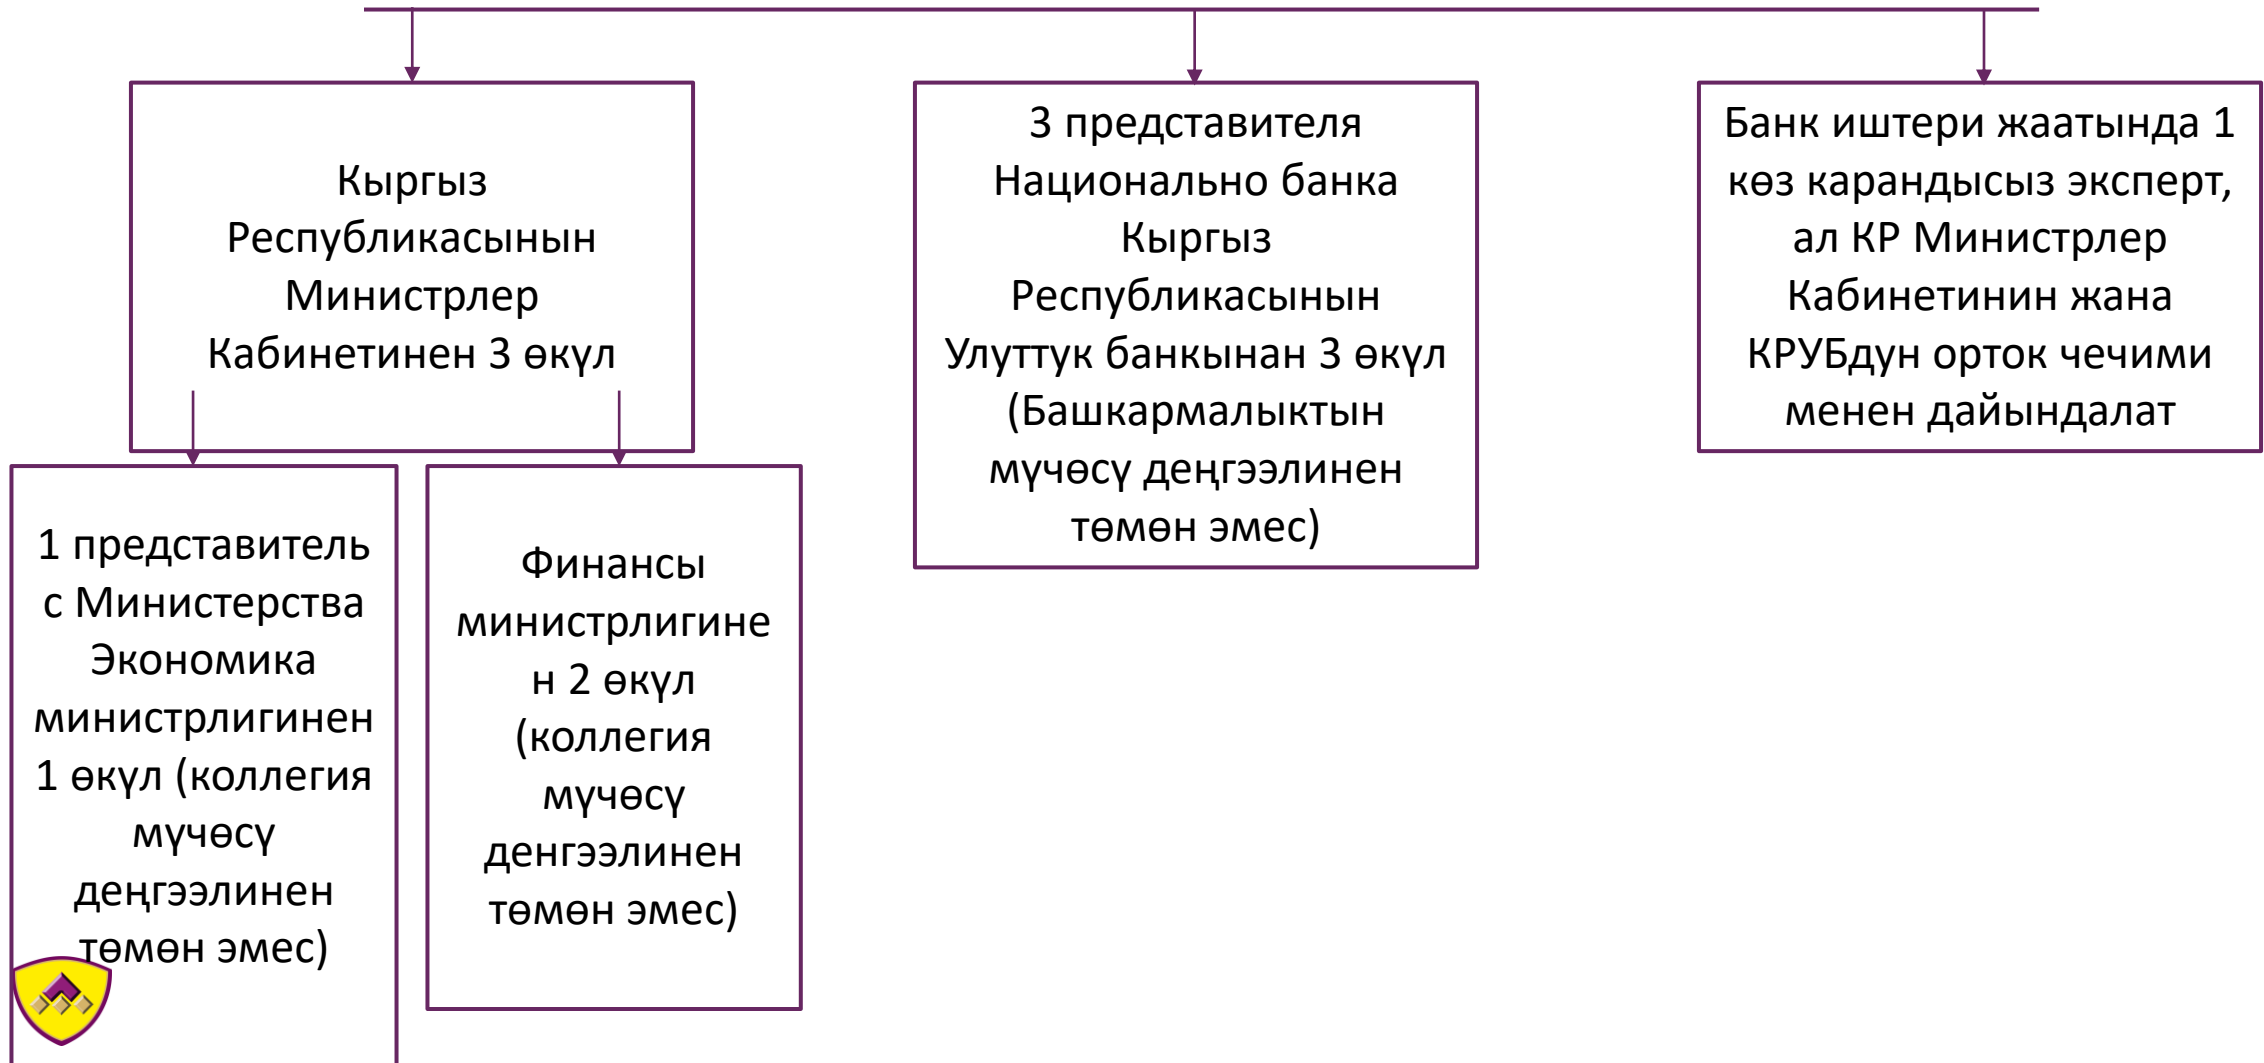 Кыргыз
Республикасынын
Министрлер
Кабинетинен 3 өкүл
3 представителя
Национально банка
Кыргыз
Республикасынын
Улуттук банкынан 3 өкүл
(Башкармалыктын
мүчөсү деңгээлинен
төмөн эмес)
Банк иштери жаатында 1
көз карандысыз эксперт,
ал КР Министрлер
Кабинетинин жана
КРУБдун орток чечими
менен дайындалат
1 представитель
с Министерства
Экономика
министрлигинен
1 өкүл (коллегия
мүчөсү
деңгээлинен
төмөн эмес)
Финансы
министрлигине
н 2 өкүл
(коллегия
мүчөсү
денгээлинен
төмөн эмес)